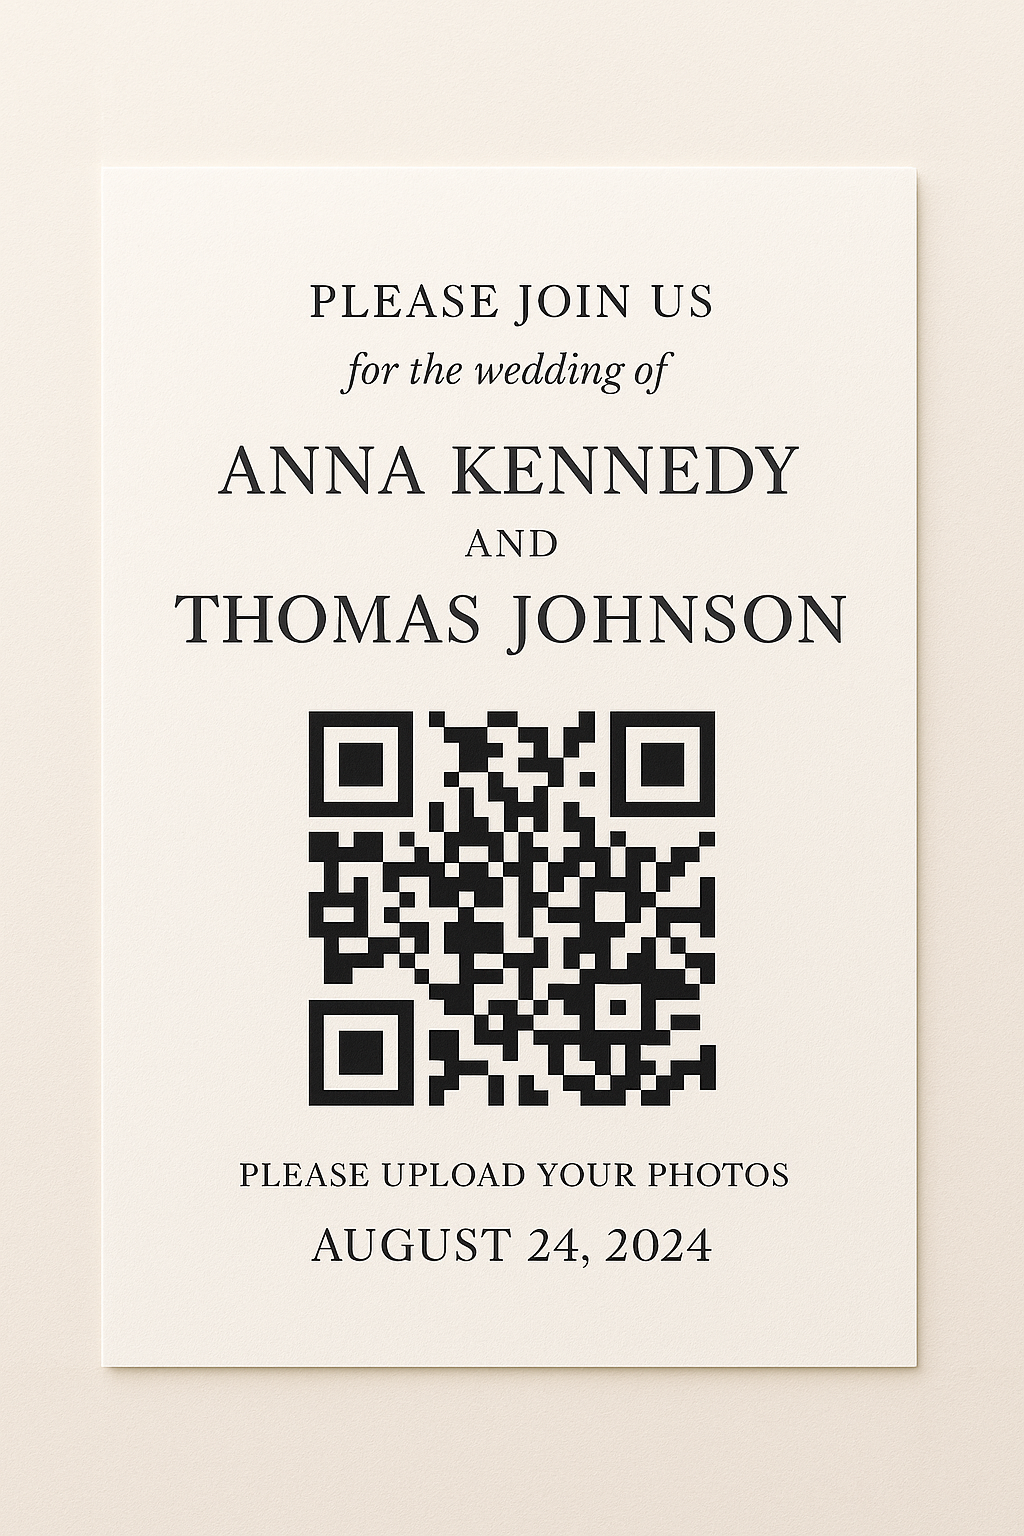 PLEASE JOIN US
for the wedding of
ANNA KENNEDY
AND
THOMAS JOHNSON
PLEASE UPLOAD YOUR PHOTOS
AUGUST 24, 2024